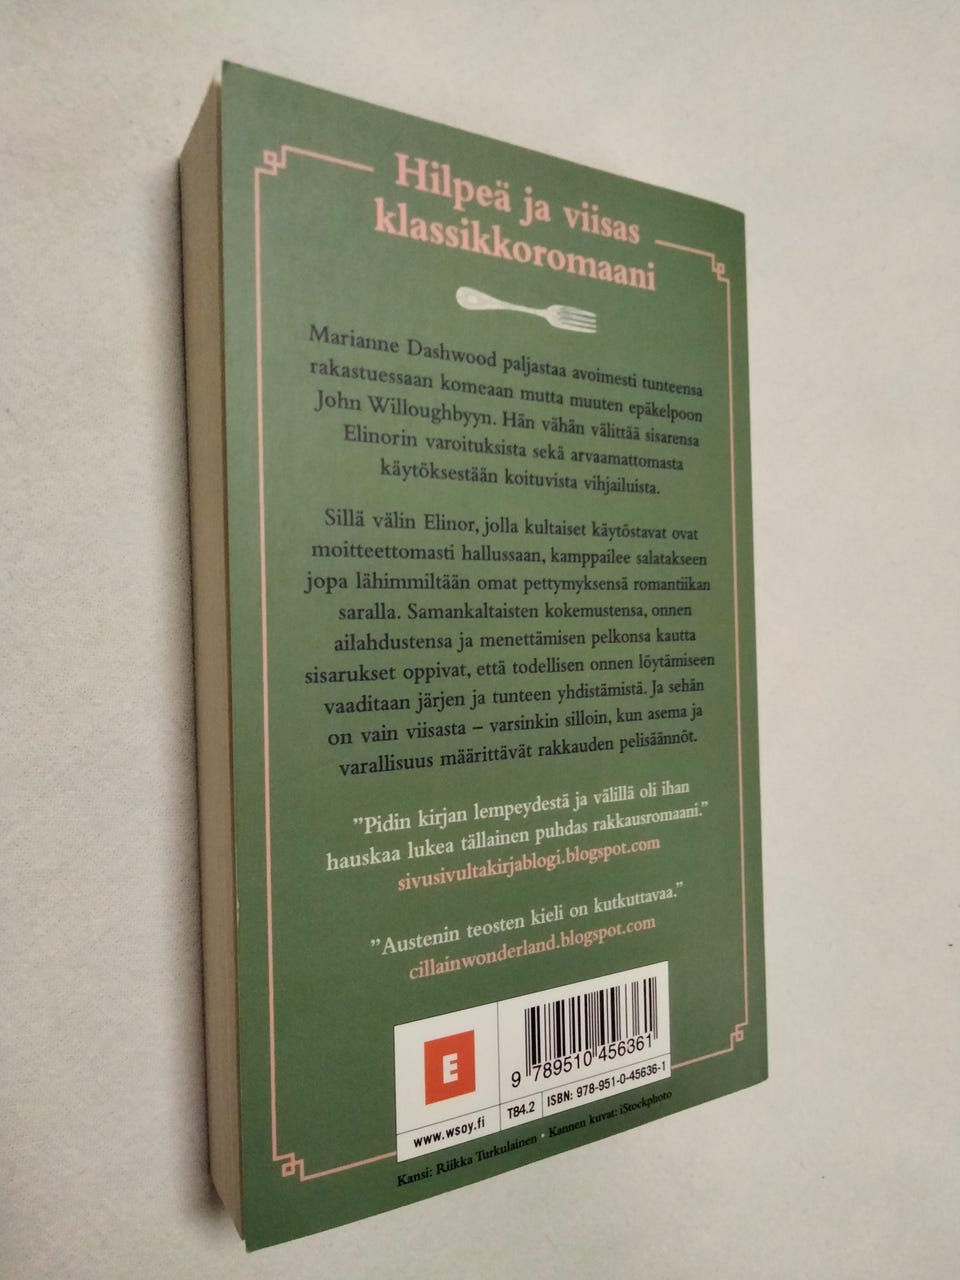 Hilpeä ja viisas
klassikkoromaani
Marianne Dashwood paljastaa avoimesti tunteensa
rakastuessaan komeaan mutta muuten epäkelpoon
John Willoughbyyn. Hän vähän välittää sisarensa
Elinorin varoituksista sekä arvaamattomasta
käytöksestään koituvista vihjailuista.
Sillä välin Elinor, jolla kultaiset käytöstavat ovat
moitteettomasti hallussaan, kamppailee salatakseen
jopa lähimmiltään omat pettymyksensä romantiikan
saralla. Samankaltaisten kokemustensa, onnen
ailahdustensa ja menettämisen pelkonsa kautta
sisarukset oppivat, että todellisen onnen löytämiseen
vaaditaan järjen ja tunteen yhdistämistä. Ja sehän
on vain viisasta – varsinkin silloin, kun asema ja
varallisuus määrittävät rakkauden pelisäännöt.
”Pidin kirjan lempeydestä ja välillä oli ihan
hauskaa lukea tällainen puhdas rakkausromaani.”
sivusivultakirjablogi.blogspot.com
”Austenin teosten kieli on kutkuttavaa.”
cillainwonderland.blogspot.com
E
9 789510 456361
www.wsoy.fi T84.2 ISBN: 978-951-0-45636-1
Kansi: Riikka Turkulainen • Kannen kuvat: iStockphoto